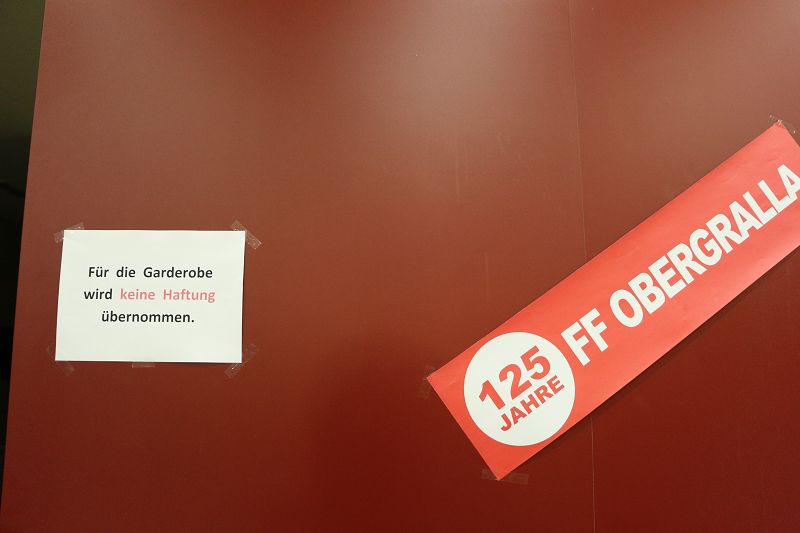 Für die Garderobe
wird keine Haftung
übernommen.
125
JAHRE
FF OBERGRALLA